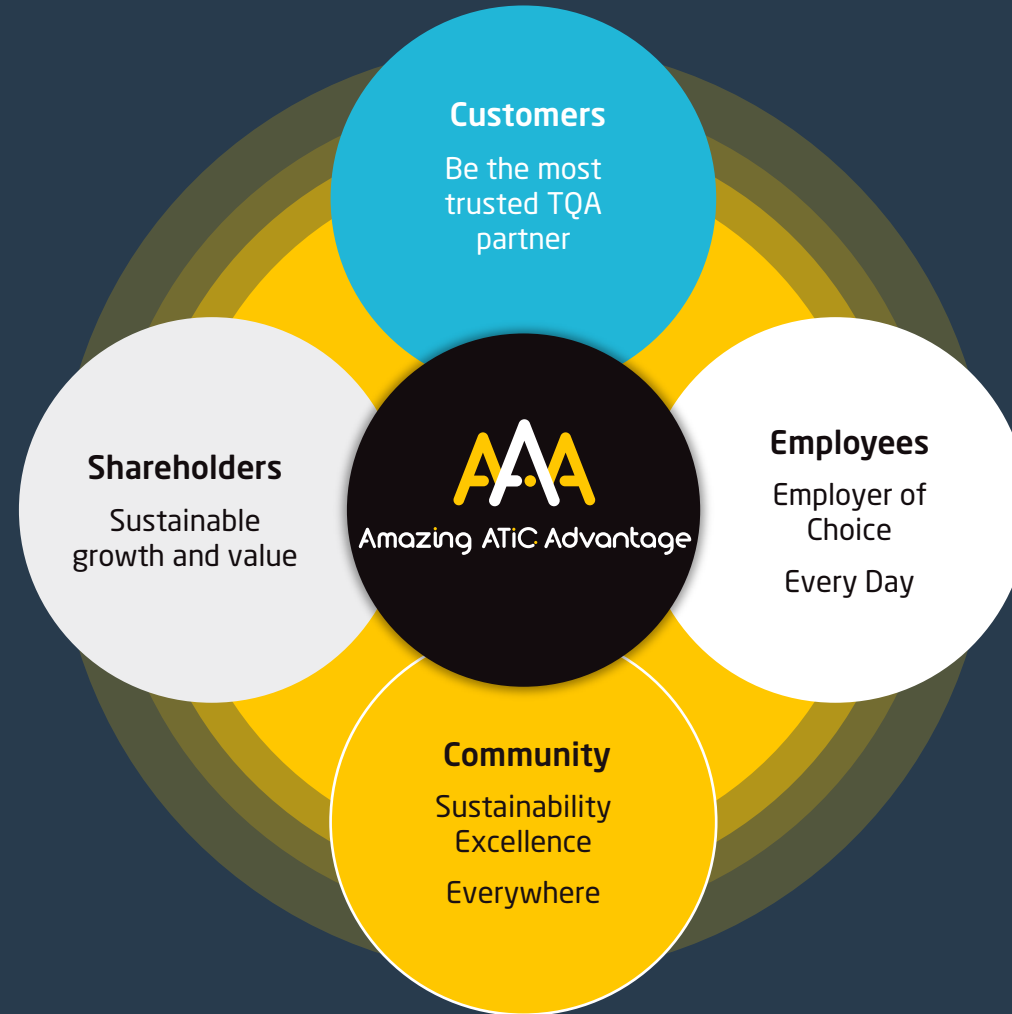 Customers
Be the most
trusted TQA
partner
Shareholders
Sustainable
growth and value
AAA
Amazing ATiC Advantage
Employees
Employer of
Choice
Every Day
Community
Sustainability
Excellence
Everywhere